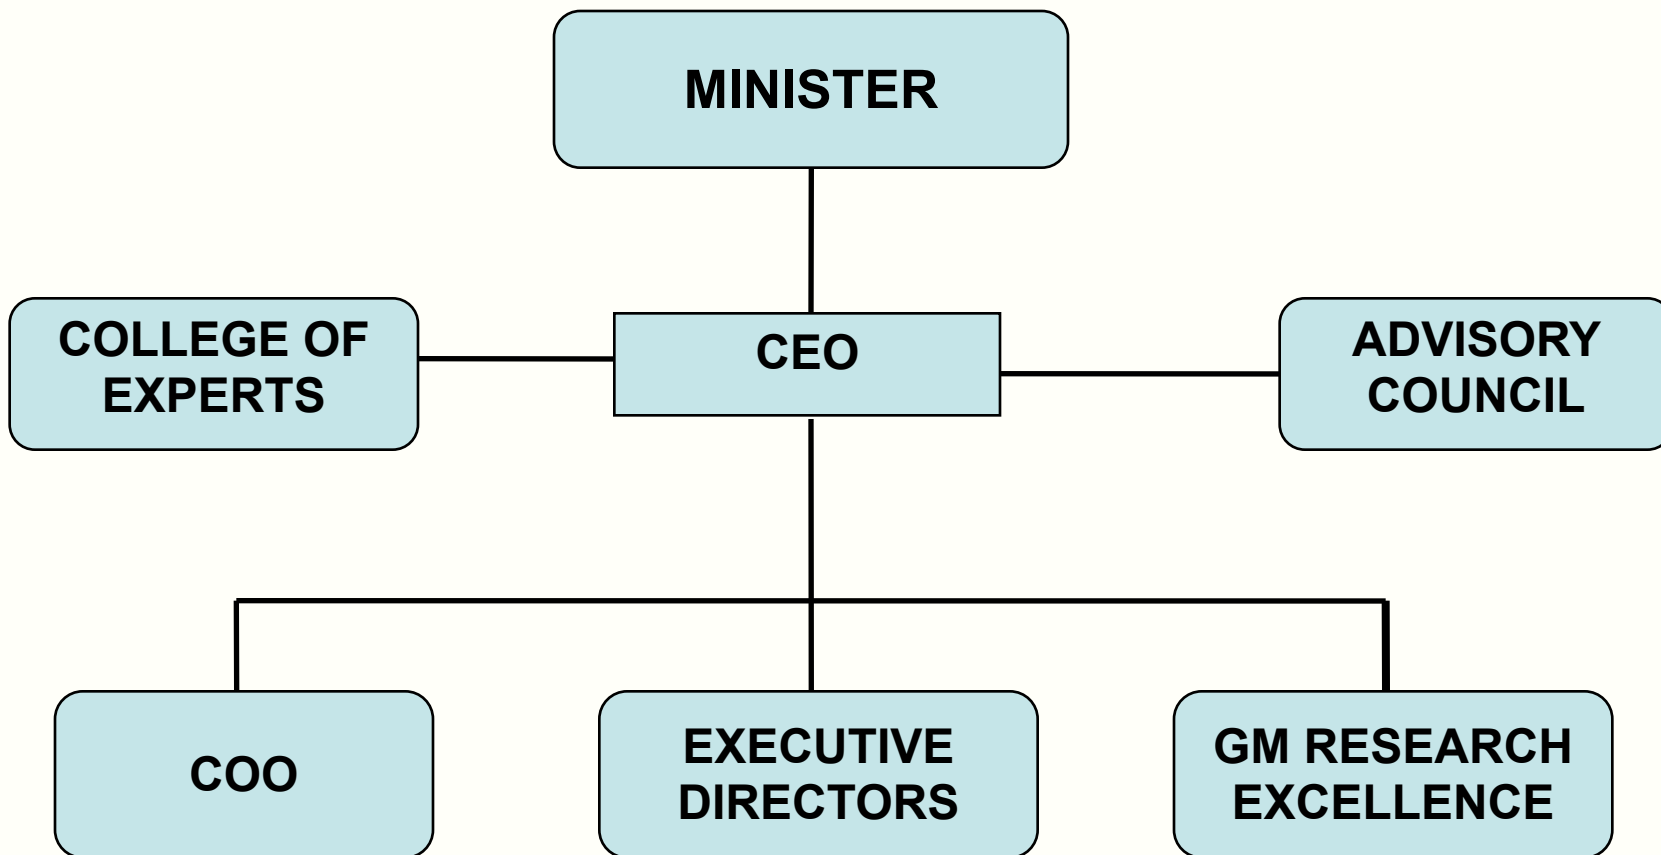 MINISTER
COLLEGE OF
EXPERTS
CEO
ADVISORY
COUNCIL
COO
EXECUTIVE
DIRECTORS
GM RESEARCH
EXCELLENCE